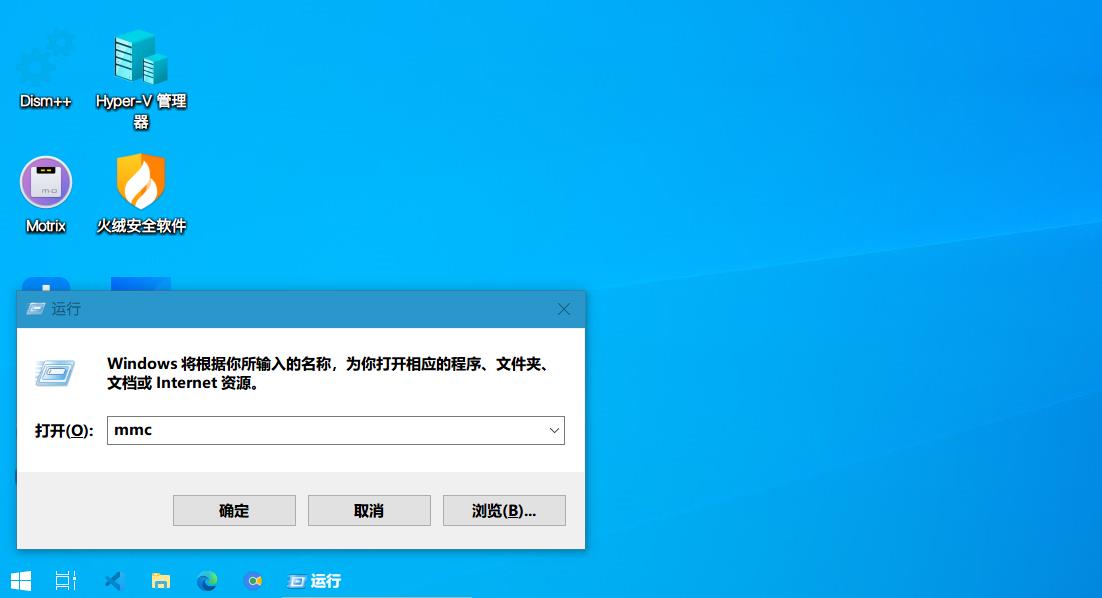 Dism++
Hyper-V 管理
器
Motrix
火绒安全软件
运行
Windows 将根据你所输入的名称，为你打开相应的程序、文件夹、
文档或 Internet 资源。
打开(O):
mmc
确定
取消
浏览(B)...
运行